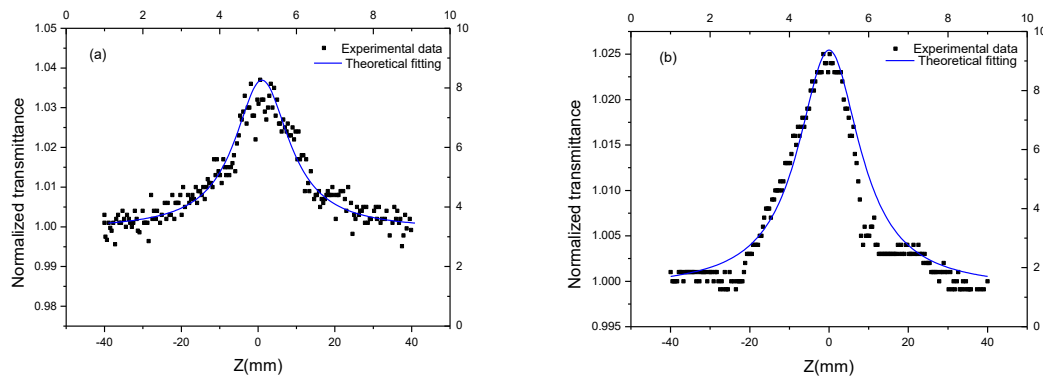 0 2 4 6 8 10
1.05
1.04
1.03
1.02
1.01
1.00
0.99
0.98
Normalized transmittance
(a)
Experimental data
Theoretical fitting
10
8
6
4
2
0
-40 -20 0 20 40
Z(mm)
0 2 4 6 8 10
1.025
1.020
1.015
1.010
1.005
1.000
0.995
Normalized transmittance
(b)
Experimental data
Theoretical fitting
10
8
6
4
2
0
-40 -20 0 20 40
Z(mm)